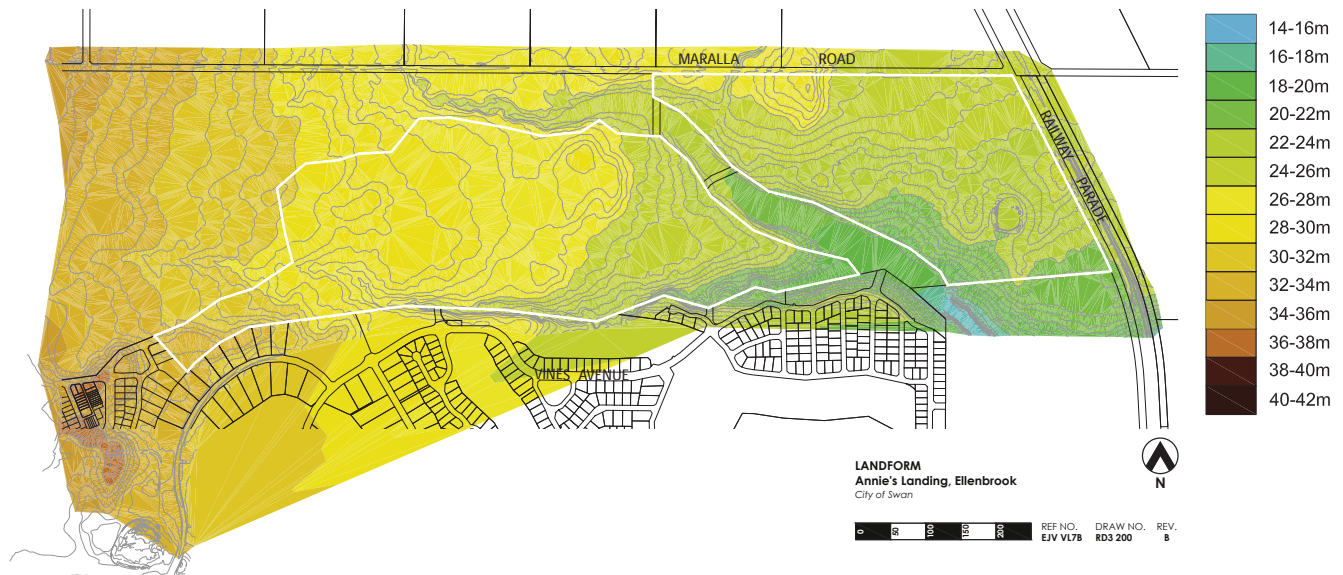 MARALLA ROAD
RAILWAY PARADE
VINES AVENUE
14-16m
16-18m
18-20m
20-22m
22-24m
24-26m
26-28m
28-30m
30-32m
32-34m
34-36m
36-38m
38-40m
40-42m
N
LANDFORM
Annie's Landing, Ellenbrook
City of Swan
0 50 100 150 200
REF NO. DRAW NO. REV.
EJV VL7B RD3 200 B